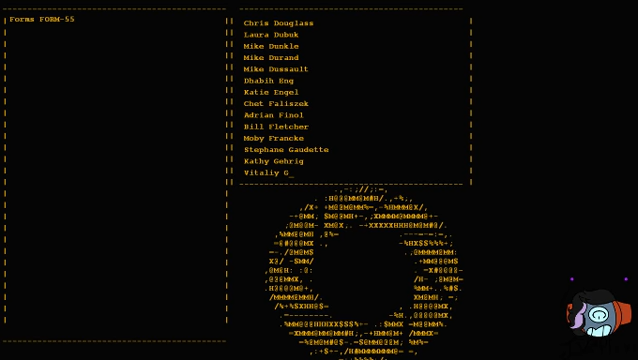 Forms FORM-55
Chris Douglass
Laura Dubuk
Mike Dunkle
Mike Durand
Mike Dussault
Dhabih Eng
Katie Engel
Chet Faliszek
Adrian Finol
Bill Fletcher
Moby Francke
Stephane Gaudette
Kathy Gehrig
Vitaliy G_